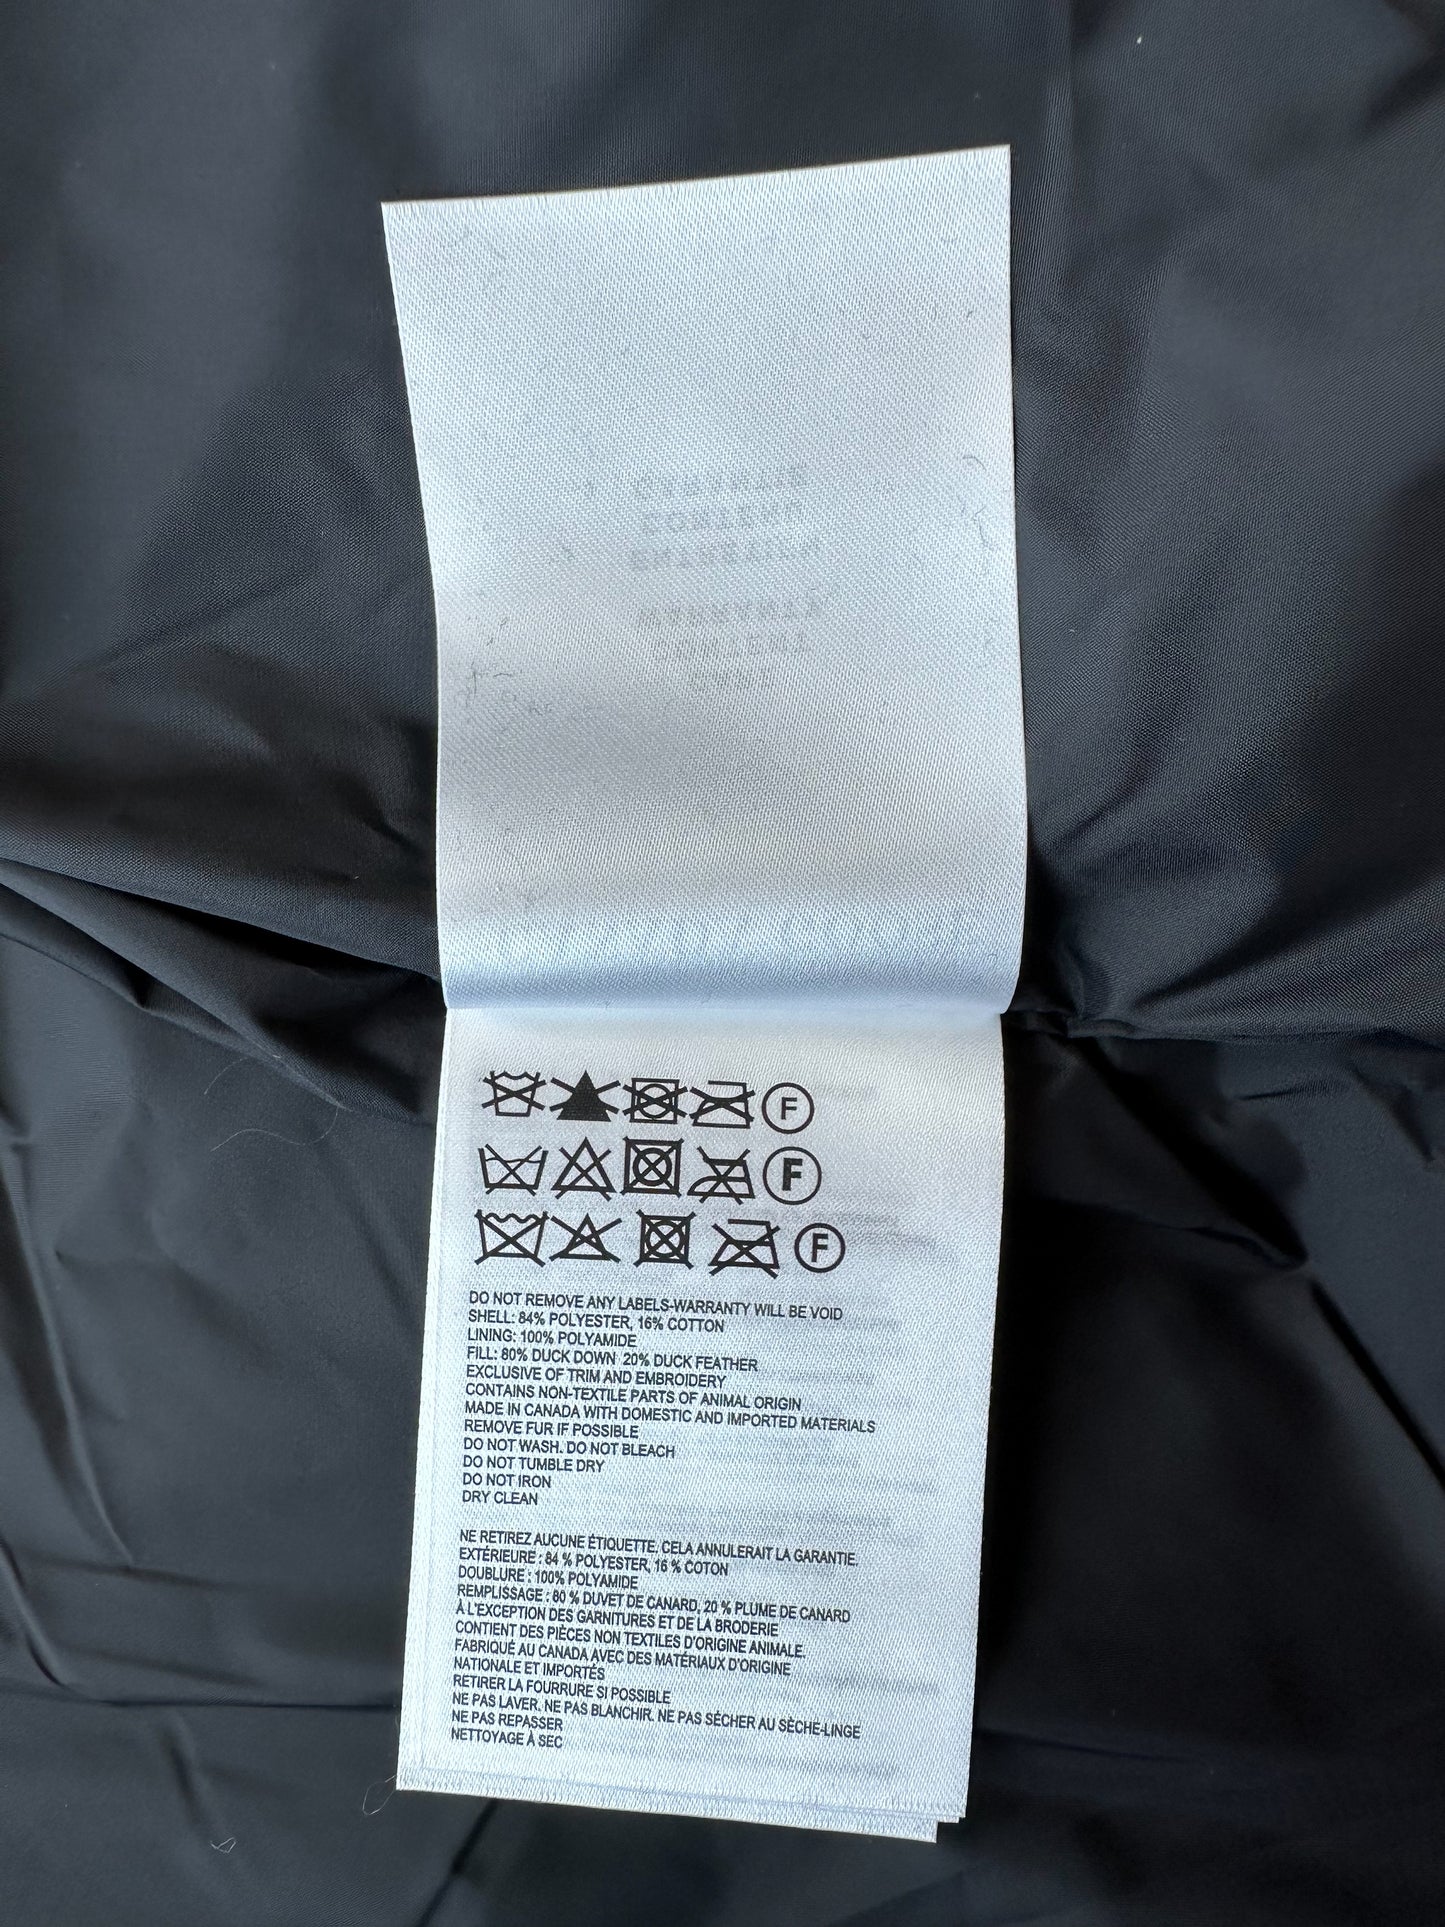 F
F
F
DO NOT REMOVE ANY LABELS-WARRANTY WILL BE VOID
SHELL: 84% POLYESTER, 16% COTTON
LINING: 100% POLYAMIDE
FILL: 80% DUCK DOWN 20% DUCK FEATHER
EXCLUSIVE OF TRIM AND EMBROIDERY
CONTAINS NON-TEXTILE PARTS OF ANIMAL ORIGIN
MADE IN CANADA WITH DOMESTIC AND IMPORTED MATERIALS
REMOVE FUR IF POSSIBLE
DO NOT WASH. DO NOT BLEACH
DO NOT TUMBLE DRY
DO NOT IRON
DRY CLEAN
NE RETIREZ AUCUNE ÉTIQUETTE. CELA ANNULERAIT LA GARANTIE.
EXTÉRIEURE : 84 % POLYESTER, 16 % COTON
DOUBLURE : 100% POLYAMIDE
REMPLISSAGE : 80 % DUVET DE CANARD, 20 % PLUME DE CANARD
À L'EXCEPTION DES GARNITURES ET DE LA BRODERIE
CONTIENT DES PIÈCES NON TEXTILES D'ORIGINE ANIMALE.
FABRIQUÉ AU CANADA AVEC DES MATÉRIAUX D'ORIGINE
NATIONALE ET IMPORTÉS
RETIRER LA FOURRURE SI POSSIBLE
NE PAS LAVER. NE PAS BLANCHIR. NE PAS SÉCHER AU SÈCHE-LINGE
NE PAS REPASSER
NETTOYAGE À SEC